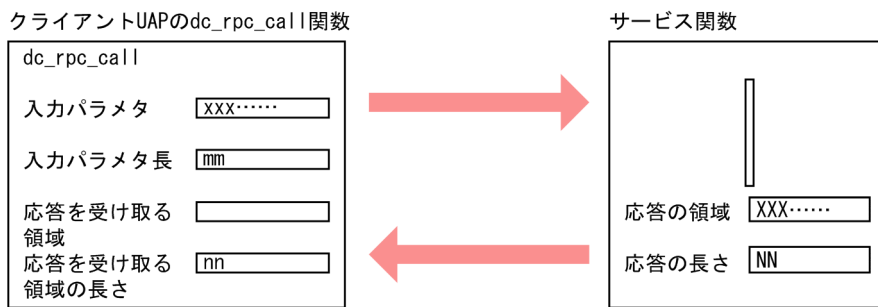 クライアントUAPのdc_rpc_call関数
dc_rpc_call
入力パラメタ
xxx……
入力パラメタ長
mm
応答を受け取る
領域
応答を受け取る
領域の長さ
nn
サービス関数
応答の領域
XXX……
応答の長さ
NN